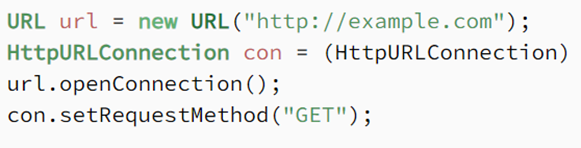 URL url = new URL("http://example.com");
HttpURLConnection con = (HttpURLConnection)
url.openConnection();
con.setRequestMethod("GET");